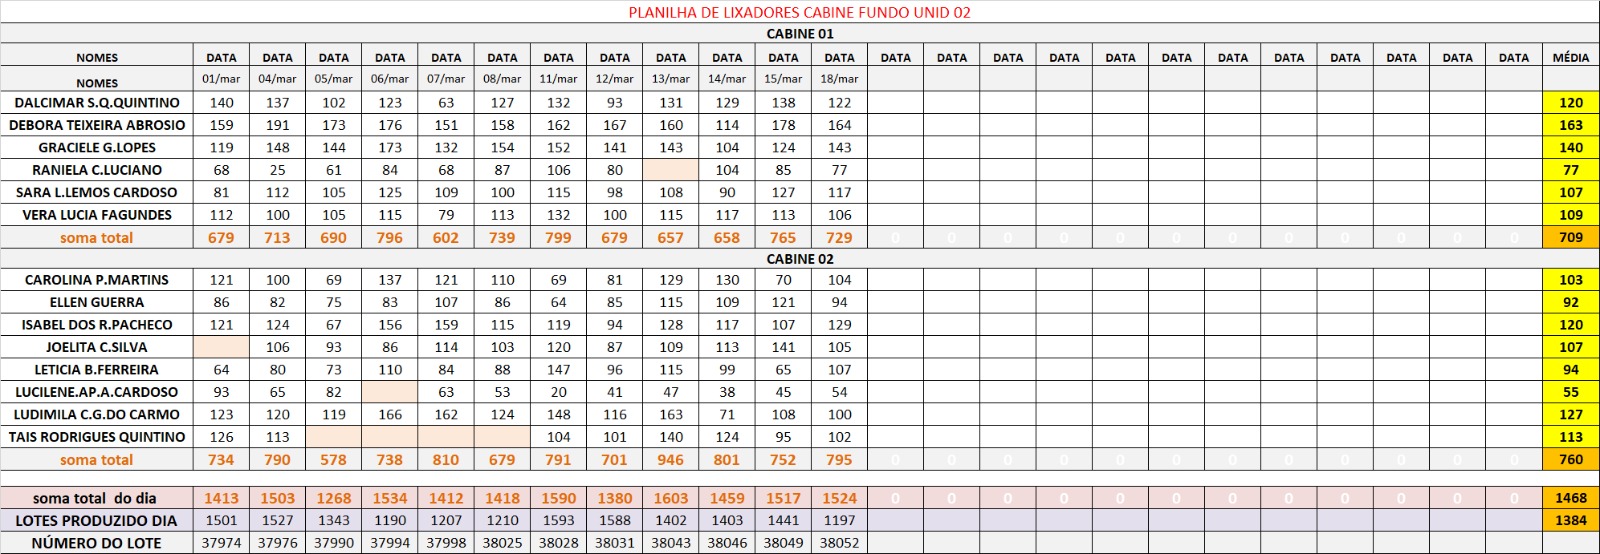 PLANILHA DE LIXADORES CABINE FUNDO UNID 02
CABINE 01
NOMES DATA DATA DATA DATA DATA DATA DATA DATA DATA DATA DATA DATA DATA DATA DATA DATA DATA DATA DATA DATA DATA DATA DATA DATA MÉDIA
NOMES 01/mar 04/mar 05/mar 06/mar 07/mar 08/mar 11/mar 12/mar 13/mar 14/mar 15/mar 18/mar
DALCIMAR S.Q.QUINTINO 140 137 102 123 63 127 132 93 131 129 138 122 120
DEBORA TEIXEIRA ABROSIO 159 191 173 176 151 158 162 167 160 114 178 164 163
GRACIELE G.LOPES 119 148 144 173 132 154 152 141 143 104 124 143 140
RANIELA C.LUCIANO 68 25 61 84 68 87 106 80 104 85 77 77
SARA L.LEMOS CARDOSO 81 112 105 125 109 100 115 98 108 90 127 117 107
VERA LUCIA FAGUNDES 112 100 105 115 79 113 132 100 115 117 113 106 109
soma total 679 713 690 796 602 739 799 679 657 658 765 729 0 0 0 0 0 0 0 0 0 0 0 0 709
CABINE 02
CAROLINA P.MARTINS 121 100 69 137 121 110 69 81 129 130 70 104 103
ELLEN GUERRA 86 82 75 83 107 86 64 85 115 109 121 94 92
ISABEL DOS R.PACHECO 121 124 67 156 159 115 119 94 128 117 107 129 120
JOELITA C.SILVA 106 93 86 114 103 120 87 109 113 141 105 107
LETICIA B.FERREIRA 64 80 73 110 84 88 147 96 115 99 65 107 94
LUCILENE.AP.A.CARDOSO 93 65 82 63 53 20 41 47 38 45 54 55
LUDIMILA C.G.DO CARMO 123 120 119 166 162 124 148 116 163 71 108 100 127
TAIS RODRIGUES QUINTINO 126 113 104 101 140 124 95 102 113
soma total 734 790 578 738 810 679 791 701 946 801 752 795 0 0 0 0 0 0 0 0 0 0 0 0 760
soma total do dia 1413 1503 1268 1534 1412 1418 1590 1380 1603 1459 1517 1524 0 0 0 0 0 0 0 0 0 0 0 0 1468
LOTES PRODUZIDO DIA 1501 1527 1343 1190 1207 1210 1593 1588 1402 1403 1441 1197 1384
NÚMERO DO LOTE 37974 37976 37990 37994 37998 38025 38028 38031 38043 38046 38049 38052